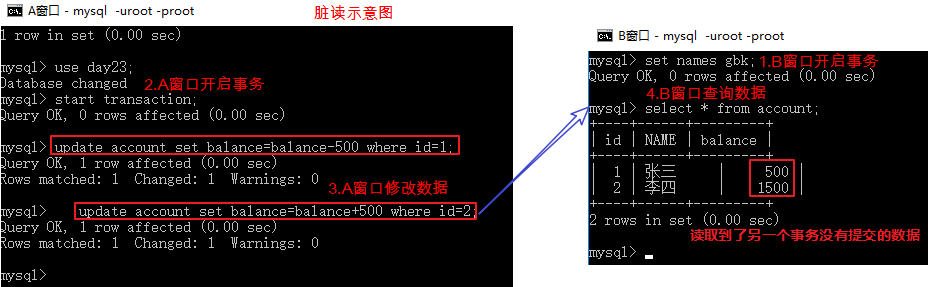 A窗口 - mysql  -uroot -proot
脏读示意图
1 row in set (0.00 sec)
mysql> use day23;
Database changed
2.A窗口开启事务
mysql> start transaction;
Query OK, 0 rows affected (0.00 sec)
mysql> update account set balance=balance-500 where id=1;
Query OK, 1 row affected (0.00 sec)
Rows matched: 1  Changed: 1  Warnings: 0
3.A窗口修改数据
mysql> update account set balance=balance+500 where id=2;
Query OK, 1 row affected (0.00 sec)
Rows matched: 1  Changed: 1  Warnings: 0
mysql>
B窗口 - mysql  -uroot -proot
mysql> set names gbk; 1.B窗口开启事务
Query OK, 0 rows affected (0.00 sec)
4.B窗口查询数据
mysql> select * from account;
+----+------+---------+
| id | NAME | balance |
+----+------+---------+
| 1 | 张三 | 500 |
| 2 | 李四 | 1500 |
+----+------+---------+
2 rows in set (0.00 sec)
读取到了另一个事务没有提交的数据
mysql>